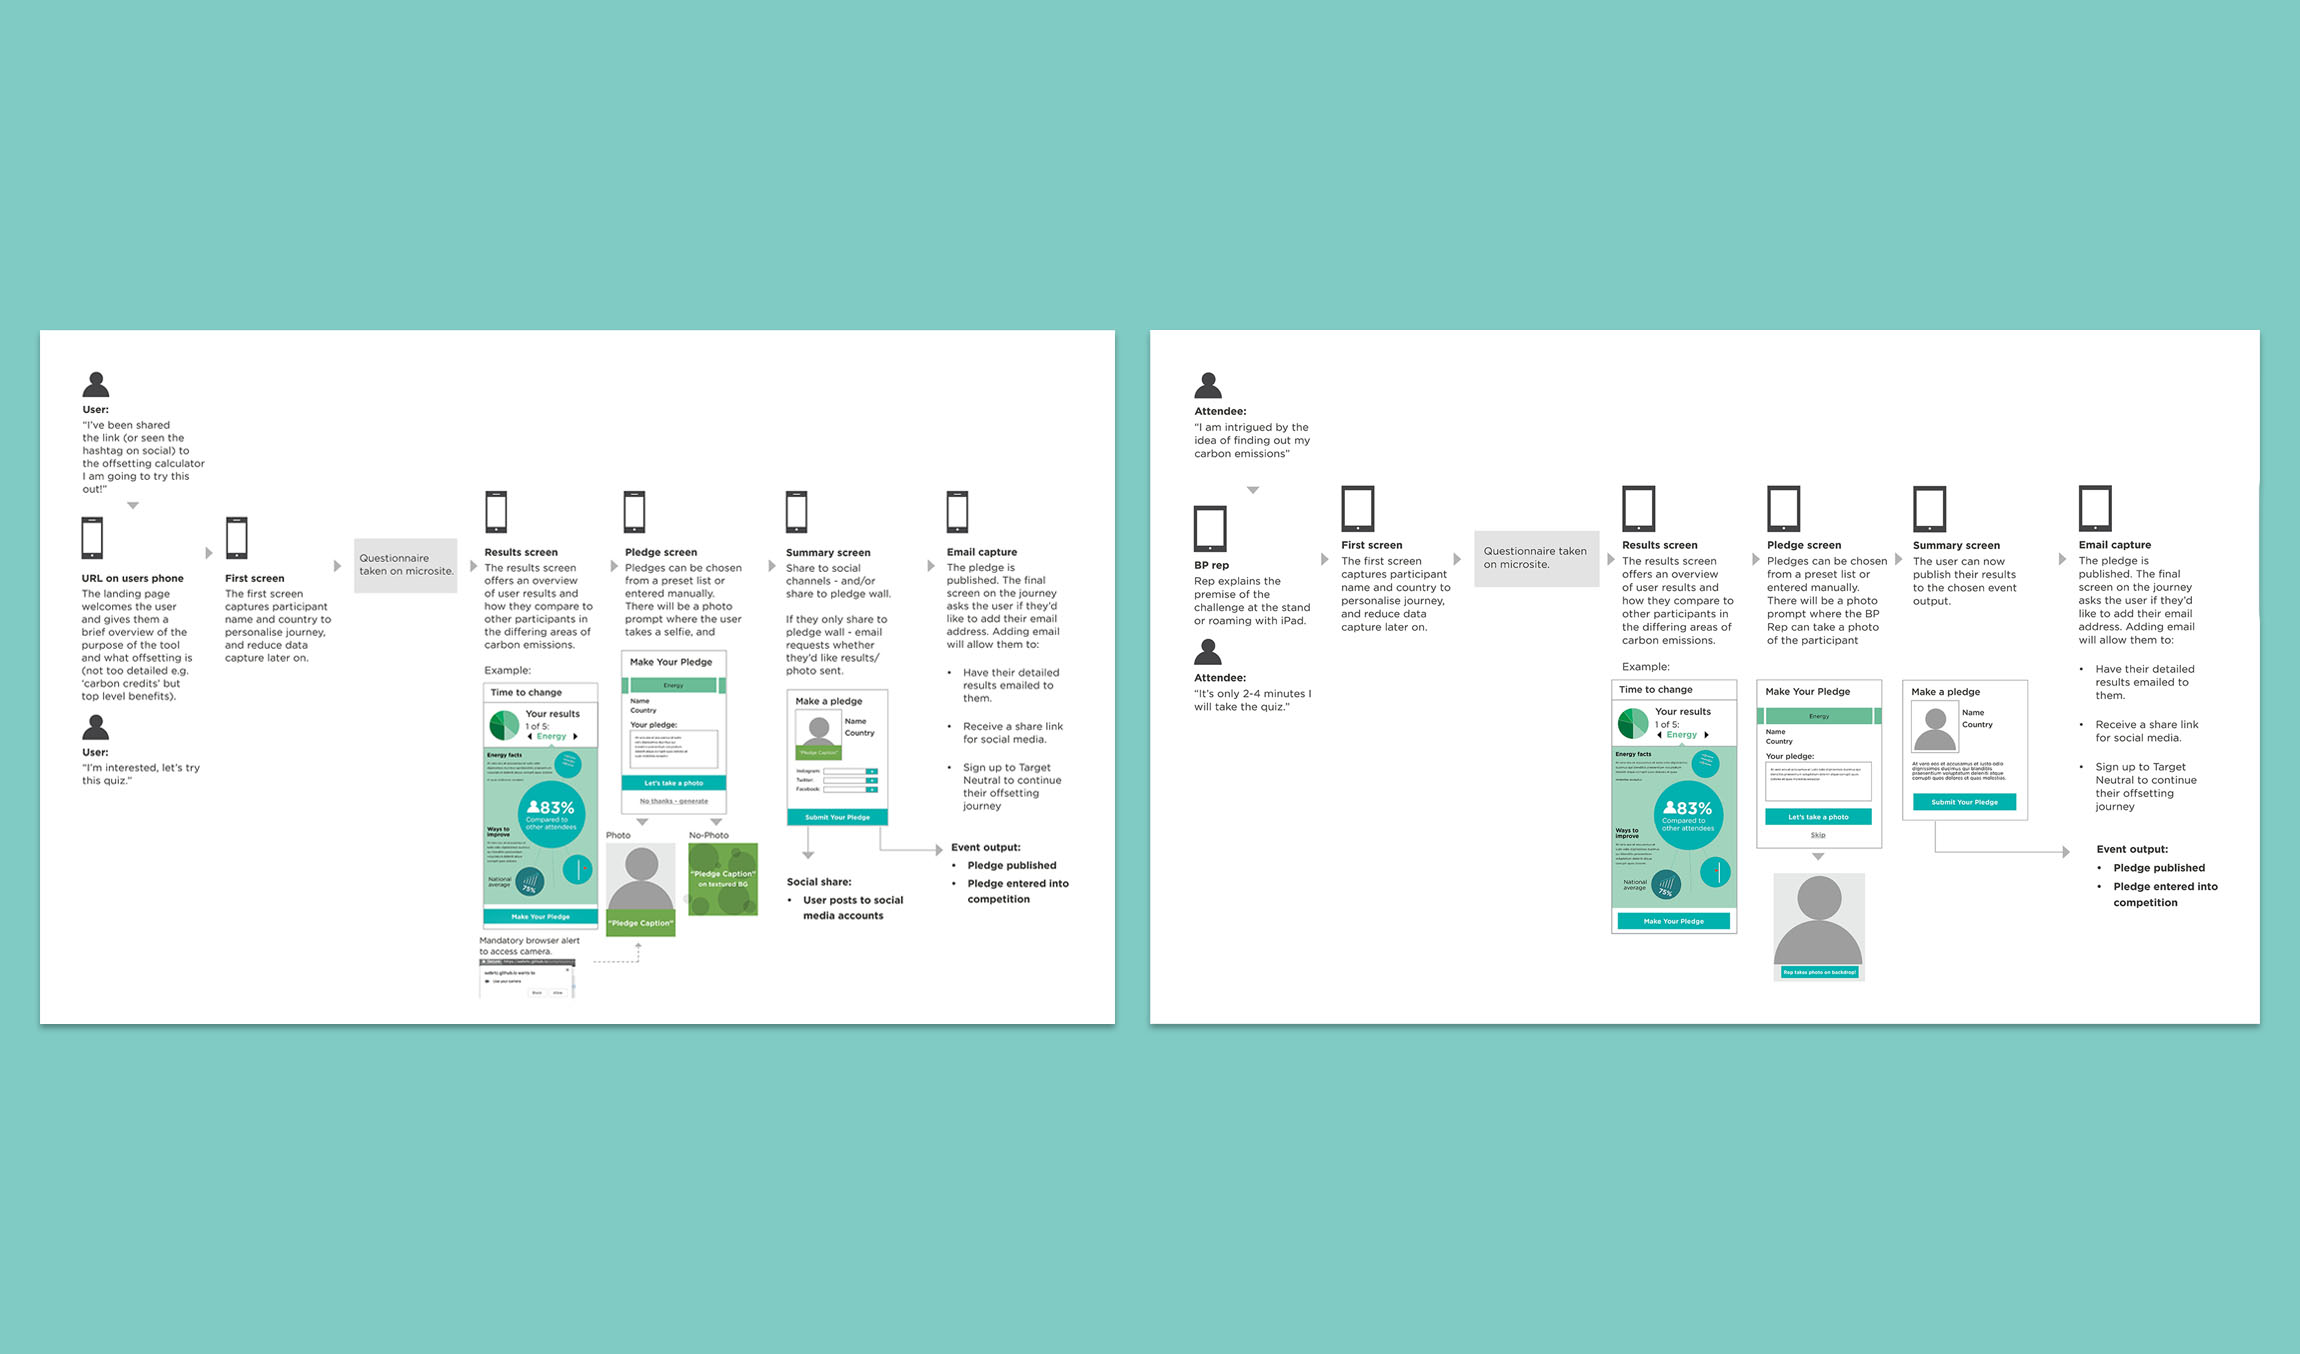 User:
“I’ve been shared
the link (or seen the
hashtag on social) to
the offsetting calculator
I am going to try this
out!”
URL on users phone
The landing page
welcomes the user
and gives them a
brief overview of the
purpose of the tool
and what offsetting is
(not too detailed e.g.
‘carbon credits’ but
top level benefits).
User:
“I’m interested, let’s try
this quiz.”
First screen
The first screen
captures participant
name and country to
personalise journey,
and reduce data
capture later on.
Questionnaire
taken on microsite.
Results screen
The results screen
offers an overview
of user results and
how they compare to
other participants in
the differing areas of
carbon emissions.
Example:
Time to change
Your results
1 of 5:
Energy
Energy facts
83%
Compared to
other attendees
Ways to
improve
National
average
75%
Make Your Pledge
Mandatory browser alert
to access camera.
Pledge screen
Pledges can be chosen
from a preset list or
entered manually.
There will be a photo
prompt where the user
takes a selfie, and
Make Your Pledge
Energy
Name
Country
Your pledge:
Let’s take a photo
No thanks - generate
Photo
No-Photo
“Pledge Caption”
“Pledge Caption”
on textured BG
Summary screen
Share to social
channels - and/or
share to pledge wall.
If they only share to
pledge wall - email
requests whether
they’d like results/
photo sent.
Make a pledge
Name
Country
“Pledge Caption”
Instagram:
Twitter:
Facebook:
Submit Your Pledge
Social share:
• User posts to social
media accounts
Email capture
The pledge is
published. The final
screen on the journey
asks the user if they’d
like to add their email
address. Adding email
will allow them to:
• Have their detailed
results emailed to
them.
• Receive a share link
for social media.
• Sign up to Target
Neutral to continue
their offsetting
journey
Event output:
• Pledge published
• Pledge entered into
competition
Attendee:
“I am intrigued by the
idea of finding out my
carbon emissions”
BP rep
Rep explains the
premise of the
challenge at the stand
or roaming with iPad.
Attendee:
“It’s only 2-4 minutes I
will take the quiz.”
First screen
The first screen
captures participant
name and country to
personalise journey,
and reduce data
capture later on.
Questionnaire taken
on microsite.
Results screen
The results screen
offers an overview
of user results and
how they compare to
other participants in
the differing areas of
carbon emissions.
Example:
Time to change
Your results
1 of 5:
Energy
Energy facts
83%
Compared to
other attendees
Ways to
improve
National
average
75%
Make Your Pledge
Pledge screen
Pledges can be chosen
from a preset list or
entered manually.
There will be a photo
prompt where the BP
Rep can take a photo
of the participant
Make Your Pledge
Energy
Name
Country
Your pledge:
Let’s take a photo
Skip
Rep takes photo on backdrop!
Summary screen
The user can now
publish their results
to the chosen event
output.
Make a pledge
Name
Country
At vero eos et accusamus et iusto odio
dignissimos ducimus qui blanditiis
praesentium voluptatum deleniti atque
corrupti quos dolores et quas molestias.
Submit Your Pledge
Email capture
The pledge is
published. The final
screen on the journey
asks the user if they’d
like to add their email
address. Adding email
will allow them to:
• Have their detailed
results emailed to
them.
• Receive a share link
for social media.
• Sign up to Target
Neutral to continue
their offsetting
journey
Event output:
• Pledge published
• Pledge entered into
competition